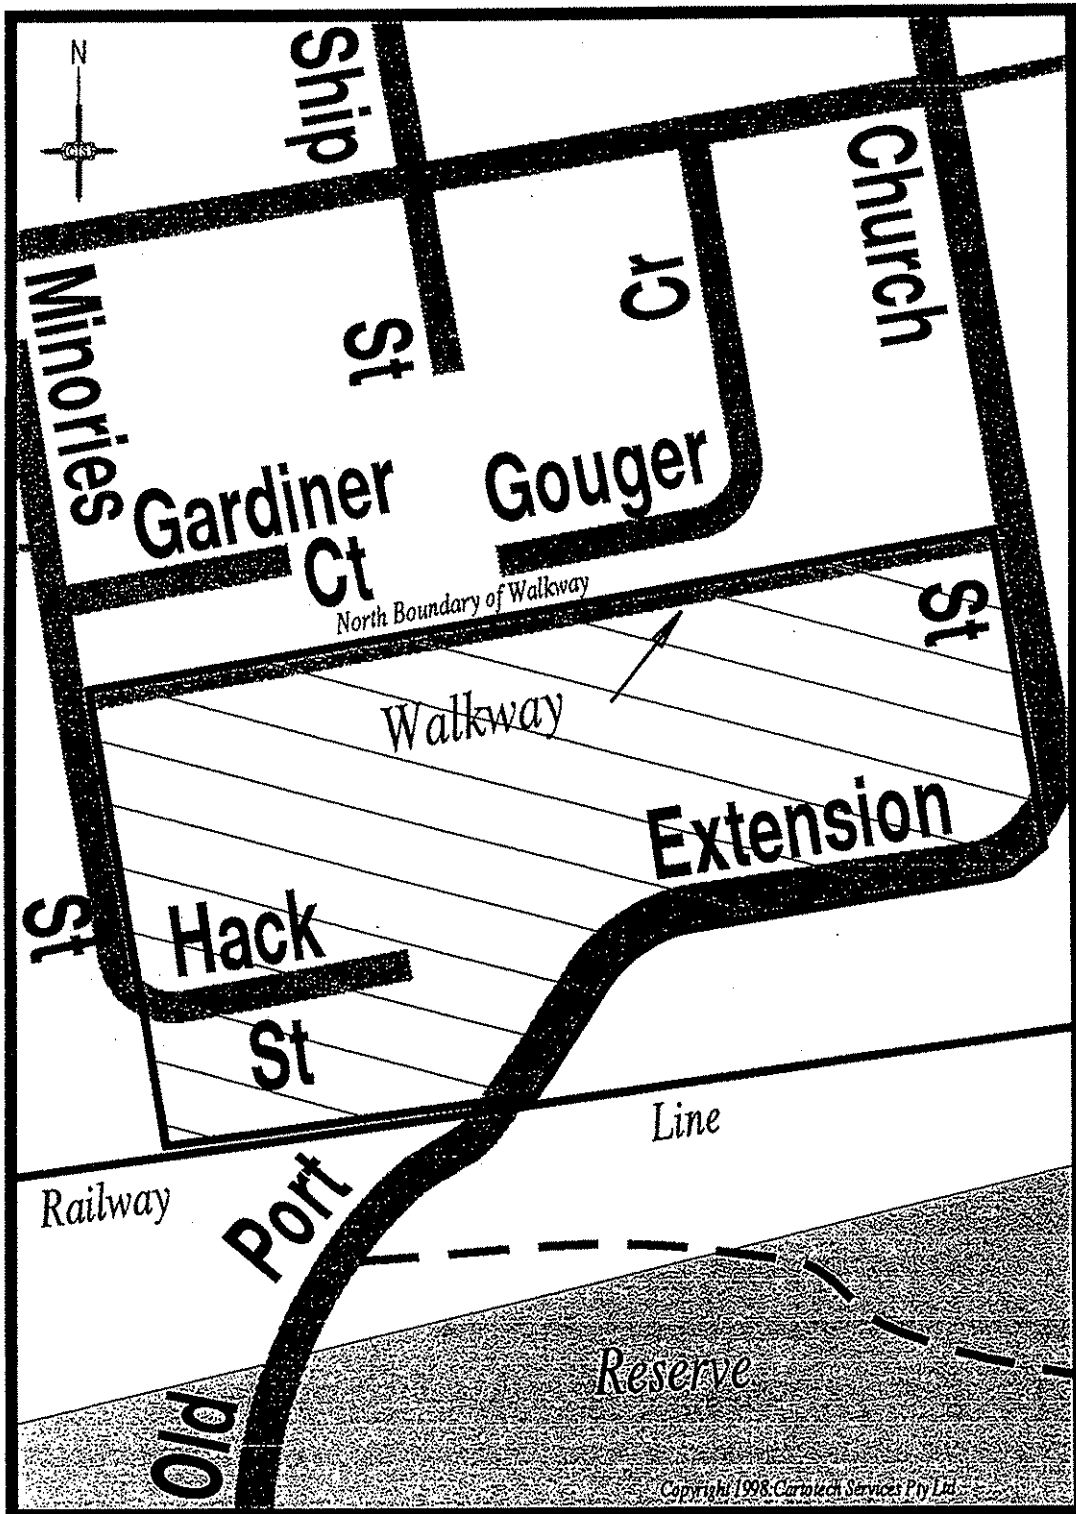 N
CSI
Ship
St
Church
St
Cr
Gouger
Minories
St
Gardiner
Ct
North Boundary of Walkway
Walkway
Extension
Hack
St
Line
Railway
Port
Old
Reserve
Copyright 1998:Cartotech Services Pty Ltd